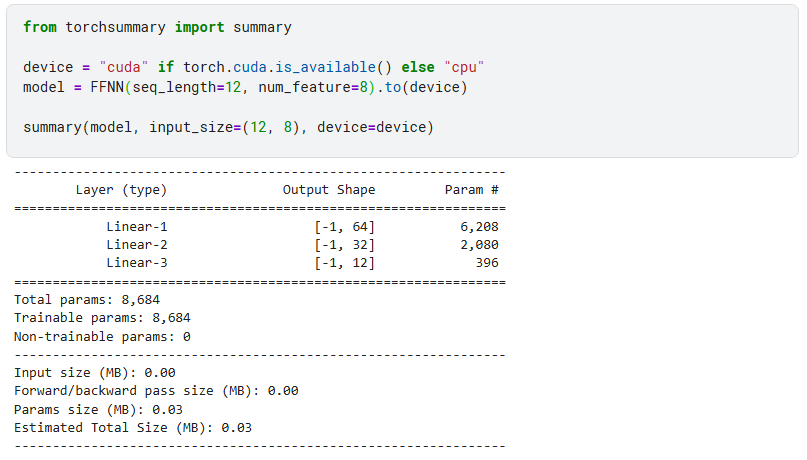 from torchsummary import summary
device = "cuda" if torch.cuda.is_available() else "cpu"
model = FFNN(seq_length=12, num_feature=8).to(device)
summary(model, input_size=(12, 8), device=device)
----------------------------------------------------------------
        Layer (type)               Output Shape         Param #
================================================================
            Linear-1                   [-1, 64]           6,208
            Linear-2                   [-1, 32]           2,080
            Linear-3                   [-1, 12]             396
================================================================
Total params: 8,684
Trainable params: 8,684
Non-trainable params: 0
----------------------------------------------------------------
Input size (MB): 0.00
Forward/backward pass size (MB): 0.00
Params size (MB): 0.03
Estimated Total Size (MB): 0.03
----------------------------------------------------------------